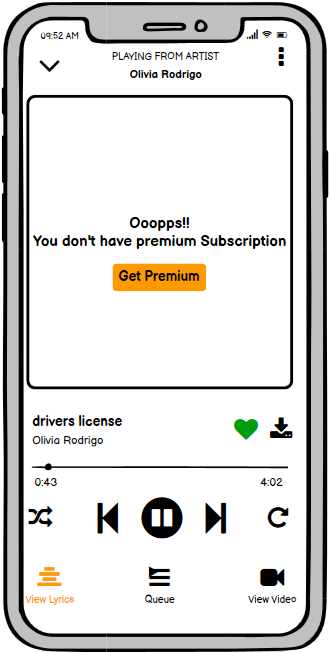 09:52 AM
PLAYING FROM ARTIST
Olivia Rodrigo
Ooopps!!
You don't have premium Subscription
Get Premium
drivers license
Olivia Rodrigo
0:43
4:02
View Lyrics
Queue
View Video